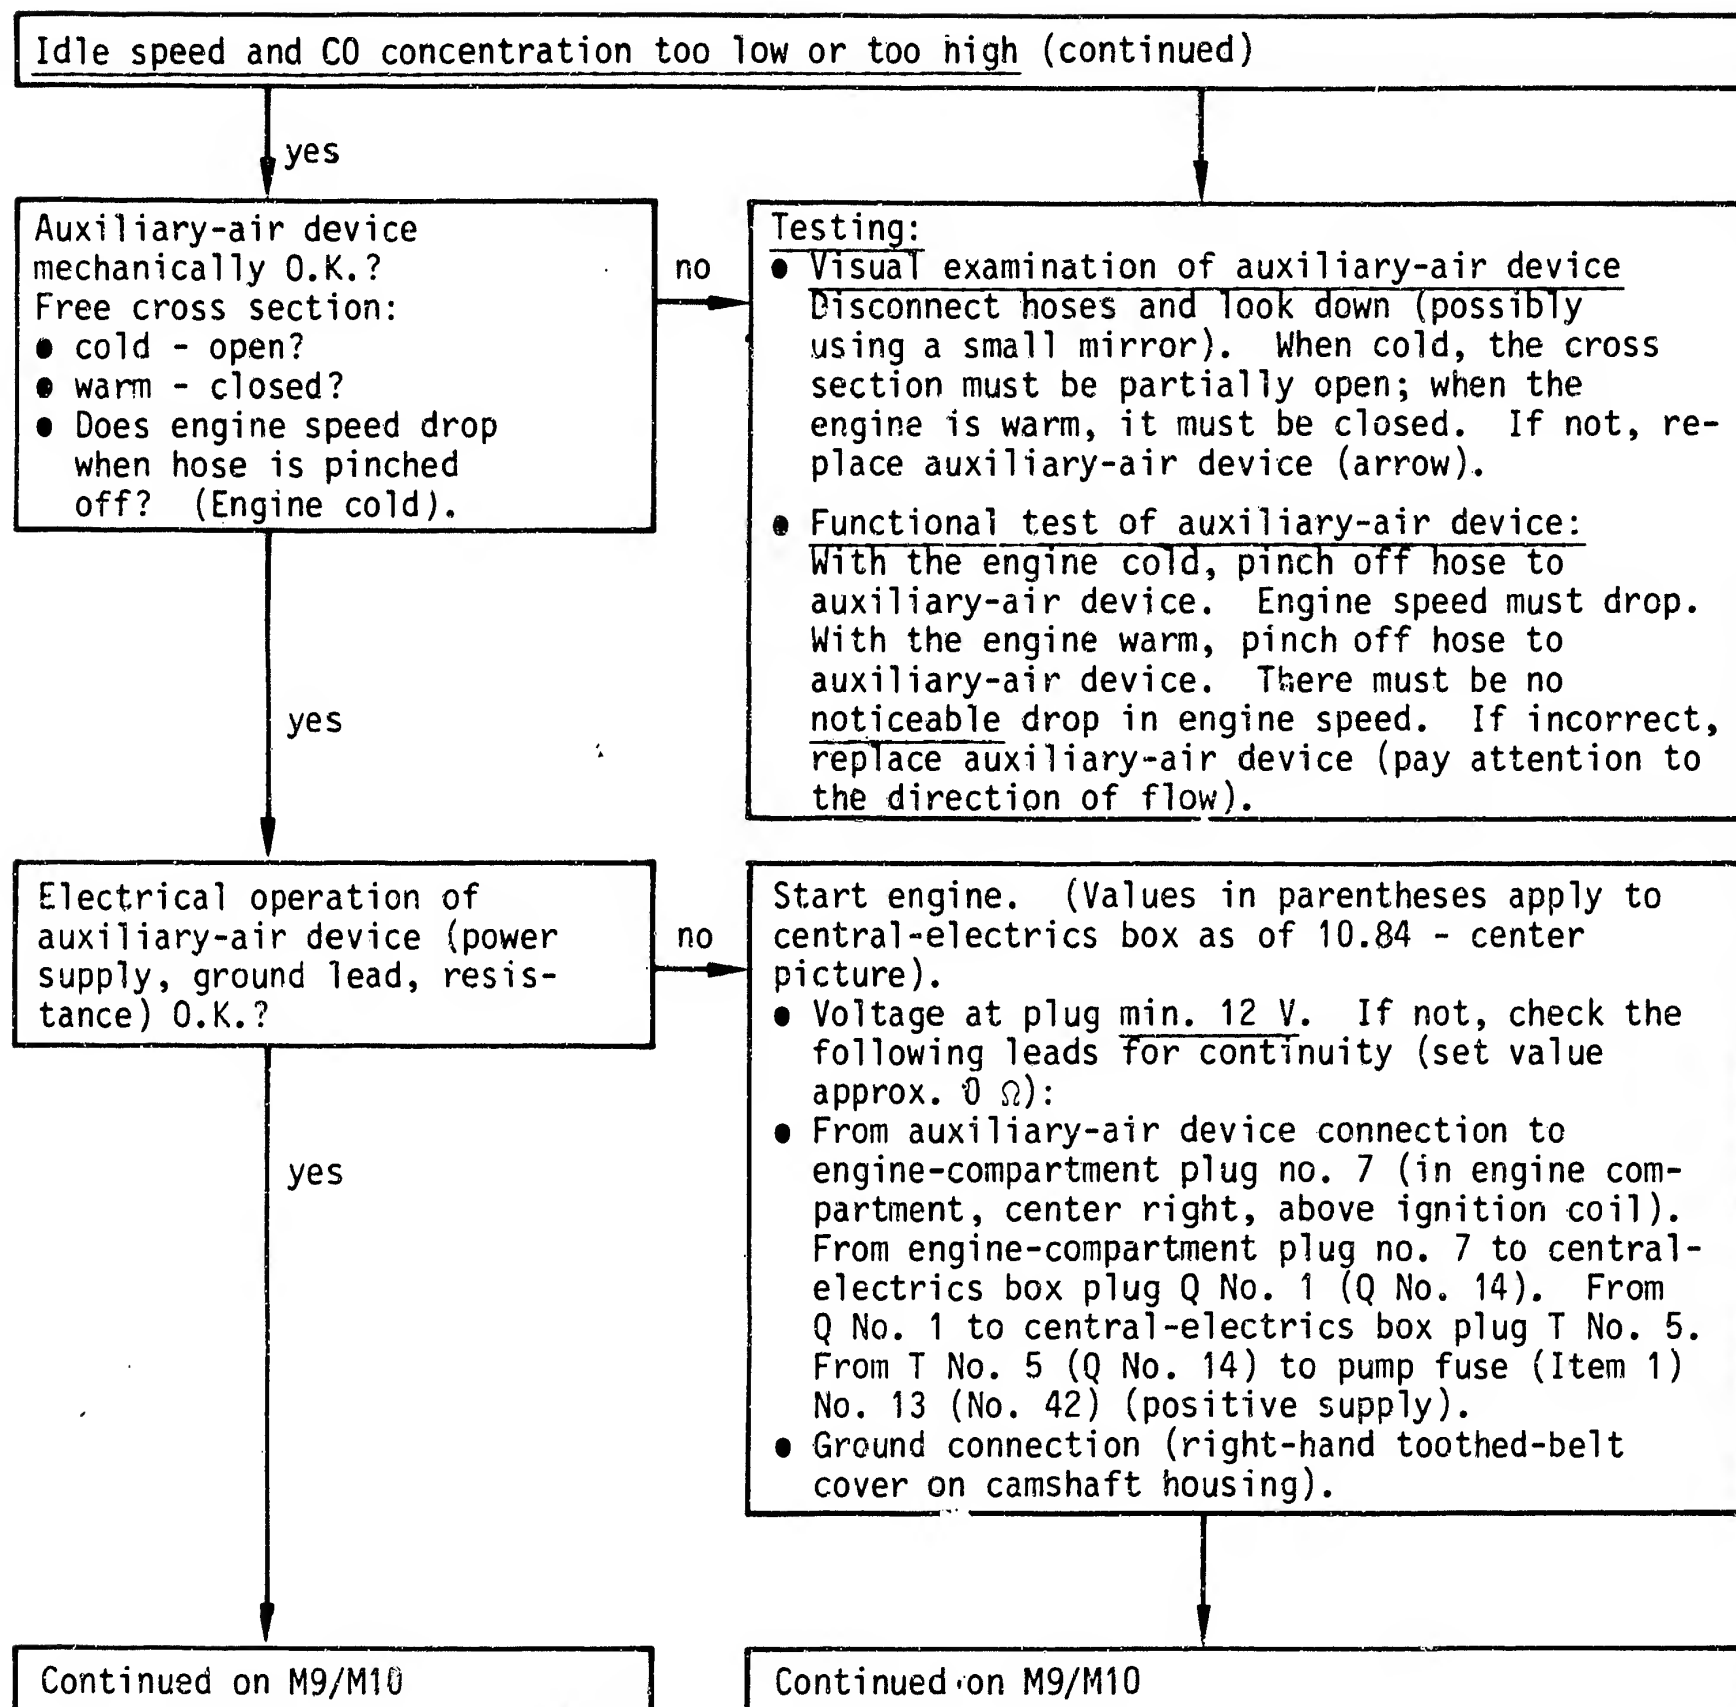 Idle speed and CO concentration too low or too high (continued)
yes
Auxiliary-air device
mechanically O.K.?
Free cross section:
● cold - open?
● warm - closed?
● Does engine speed drop
when hose is pinched
off? (Engine cold).
no
Testing:
● Visual examination of auxiliary-air device
Disconnect hoses and look down (possibly
using a small mirror). When cold, the cross
section must be partially open; when the
engine is warm, it must be closed. If not, re-
place auxiliary-air device (arrow).
● Functional test of auxiliary-air device:
With the engine cold, pinch off hose to
auxiliary-air device. Engine speed must drop.
With the engine warm, pinch off hose to
auxiliary-air device. There must be no
noticeable drop in engine speed. If incorrect,
replace auxiliary-air device (pay attention to
the direction of flow).
yes
Electrical operation of
auxiliary-air device (power
supply, ground lead, resis-
tance) O.K.?
no
Start engine. (Values in parentheses apply to
central-electrics box as of 10.84 - center
picture).
● Voltage at plug min. 12 V. If not, check the
following leads for continuity (set value
approx. 0 Ω):
● From auxiliary-air device connection to
engine-compartment plug no. 7 (in engine com-
partment, center right, above ignition coil).
From engine-compartment plug no. 7 to central-
electrics box plug Q No. 1 (Q No. 14). From
Q No. 1 to central-electrics box plug T No. 5.
From T No. 5 (Q No. 14) to pump fuse (Item 1)
No. 13 (No. 42) (positive supply).
● Ground connection (right-hand toothed-belt
cover on camshaft housing).
yes
Continued on M9/M10
Continued on M9/M10